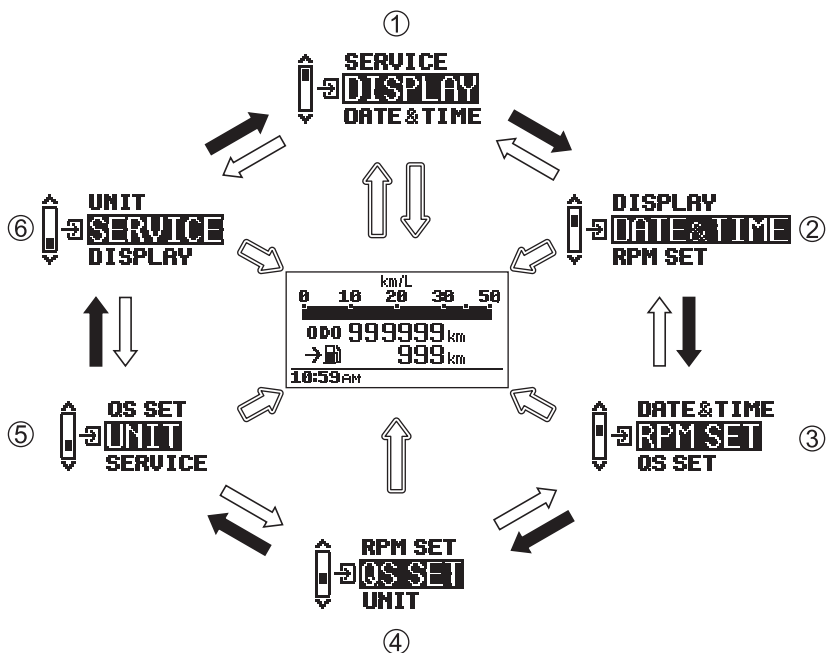 ①
SERVICE
DISPLAY
DATE&TIME
UNIT
⑥ SERVICE
DISPLAY
DISPLAY
DATE&TIME ②
RPM SET
km/L
0 10 20 30 50
ODO 999999 km
999 km
10:59AM
QS SET
⑤ UNIT
SERVICE
DATE&TIME
RPM SET ③
QS SET
RPM SET
QS SET
UNIT
④